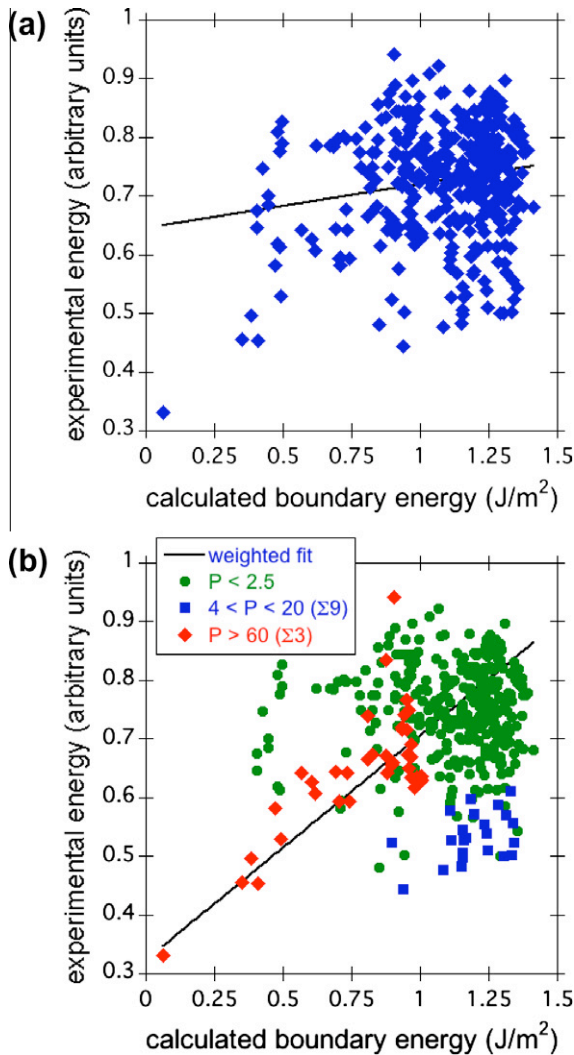 (a)
experimental energy (arbitrary units)
1
0.9
0.8
0.7
0.6
0.5
0.4
0.3
0 0.25 0.5 0.75 1 1.25 1.5
calculated boundary energy (J/m²)
(b)
experimental energy (arbitrary units)
1
0.9
0.8
0.7
0.6
0.5
0.4
0.3
weighted fit
P < 2.5
4 < P < 20 (Σ9)
P > 60 (Σ3)
0 0.25 0.5 0.75 1 1.25 1.5
calculated boundary energy (J/m²)